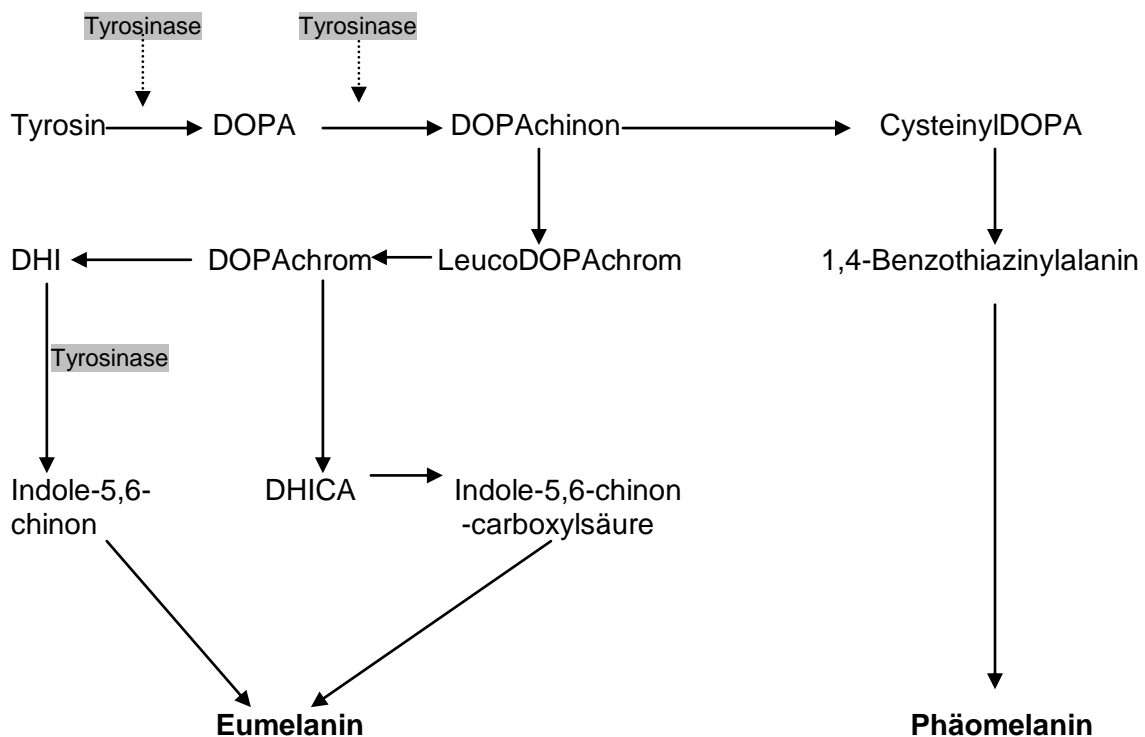 Tyrosinase Tyrosinase
Tyrosin DOPA DOPAchinon CysteinylDOPA
DHI DOPAchrom LeucoDOPAchrom 1,4-Benzothiazinylalanin
Tyrosinase
Indole-5,6-
chinon
DHICA
Indole-5,6-chinon
-carboxylsäure
Eumelanin Phäomelanin